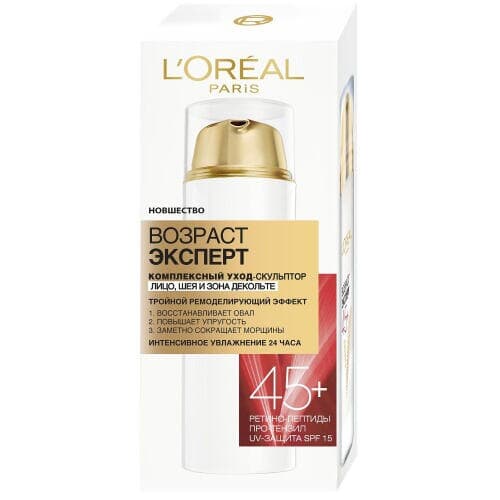 L'ORÉAL
PARIS
НОВШЕСТВО
ВОЗРАСТ
ЭКСПЕРТ
КОМПЛЕКСНЫЙ УХОД-СКУЛЬПТОР
ЛИЦО, ШЕЯ И ЗОНА ДЕКОЛЬТЕ
ТРОЙНОЙ РЕМОДЕЛИРУЮЩИЙ ЭФФЕКТ
1. ВОССТАНАВЛИВАЕТ ОВАЛ
2. ПОВЫШАЕТ УПРУГОСТЬ
3. ЗАМЕТНО СОКРАЩАЕТ МОРЩИНЫ
ИНТЕНСИВНОЕ УВЛАЖНЕНИЕ 24 ЧАСА
45+
РЕТИНО-ПЕПТИДЫ
ПРО-ТЕНЗИЛ
UV-ЗАЩИТА SPF 15